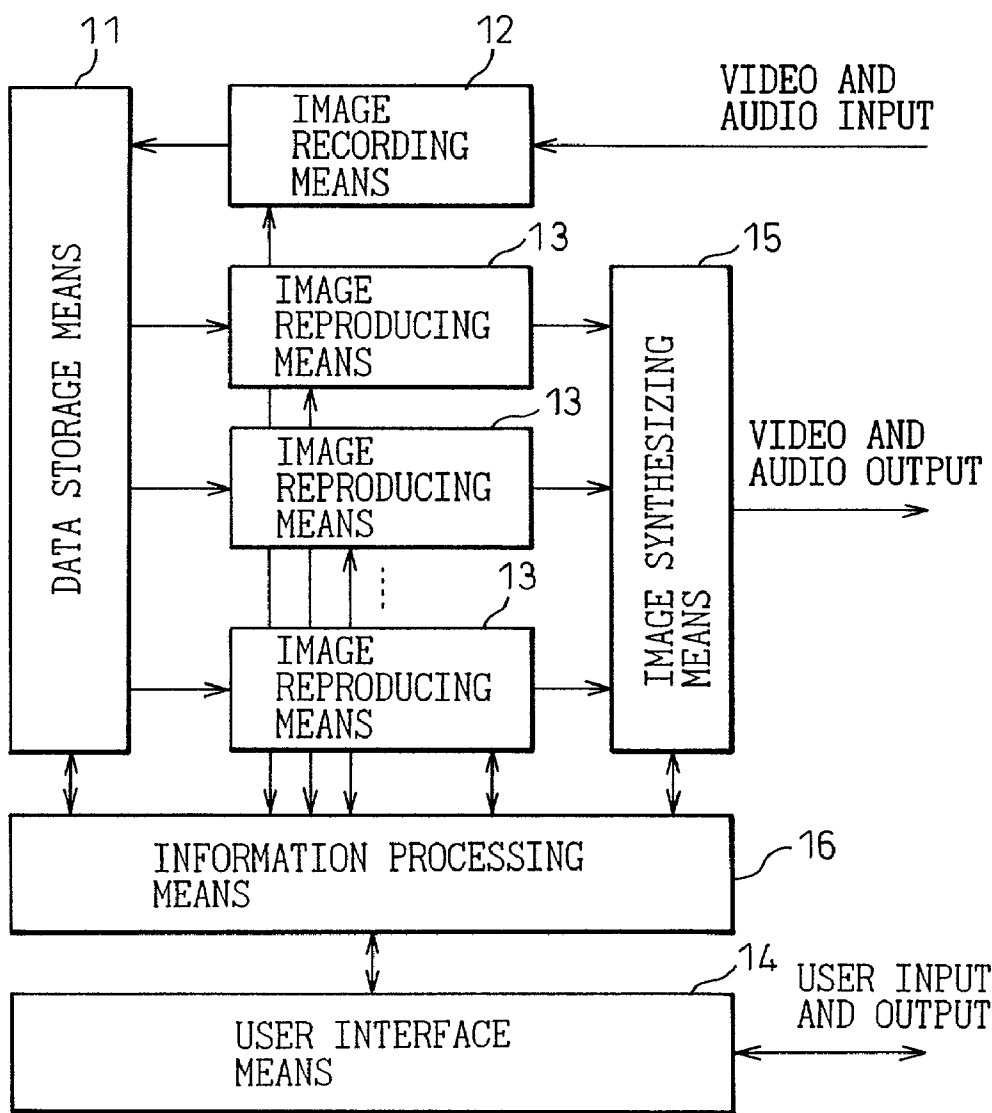 11
12
VIDEO AND
AUDIO INPUT
IMAGE
RECORDING
MEANS
13
15
IMAGE
REPRODUCING
MEANS
DATA STORAGE MEANS
13
IMAGE
REPRODUCING
MEANS
IMAGE SYNTHESIZING
MEANS
VIDEO AND
AUDIO OUTPUT
13
IMAGE
REPRODUCING
MEANS
INFORMATION PROCESSING
MEANS
16
14
USER INPUT
AND OUTPUT
USER INTERFACE
MEANS